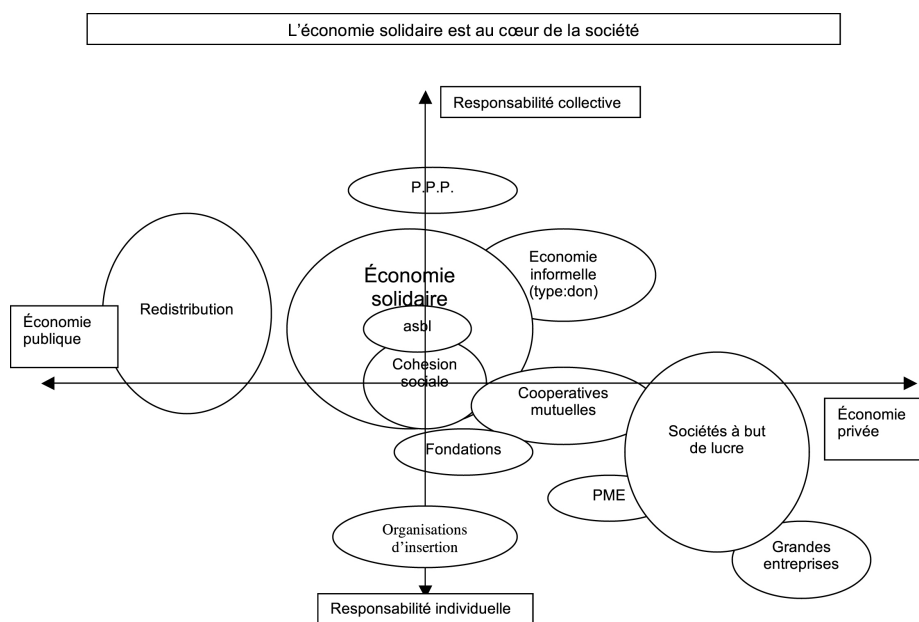 L'économie solidaire est au cœur de la société
Responsabilité collective
P.P.P.
Economie
informelle
(type:don)
Économie
solidaire
Redistribution
Économie
publique
asbl
Cohesion
sociale
Cooperatives
mutuelles
Économie
privée
Sociétés à but
de lucre
Fondations
PME
Organisations
d'insertion
Grandes
entreprises
Responsabilité individuelle